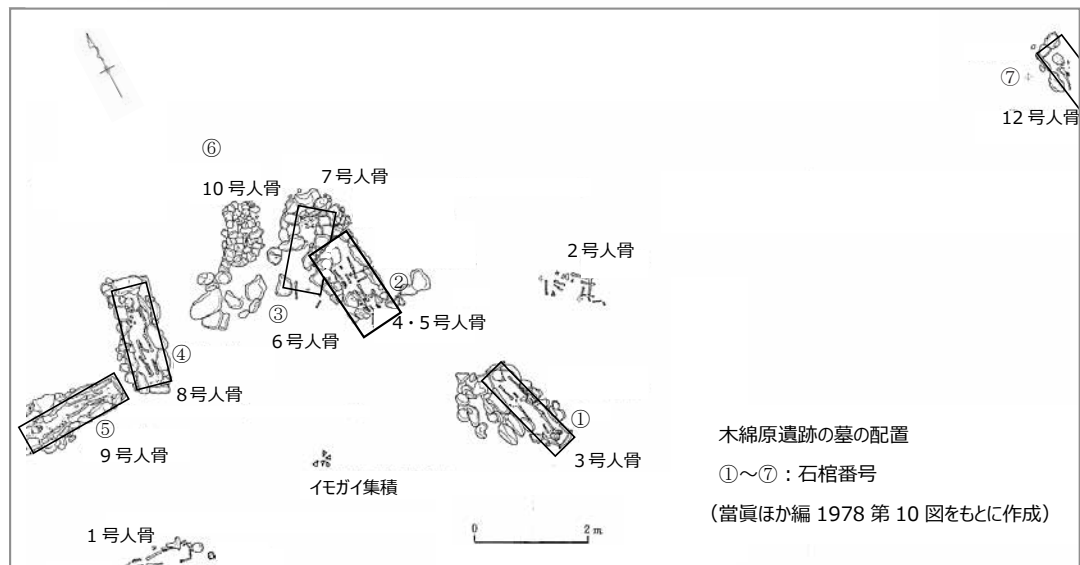 ⑦
12号人骨
⑥
10号人骨
7号人骨
2号人骨
②
③
4・5号人骨
6号人骨
④
8号人骨
①
⑤
9号人骨
3号人骨
イモガイ集積
1号人骨
0 2 m
木綿原遺跡の墓の配置
①~⑦:石棺番号
(當眞ほか編 1978 第 10 図をもとに作成)